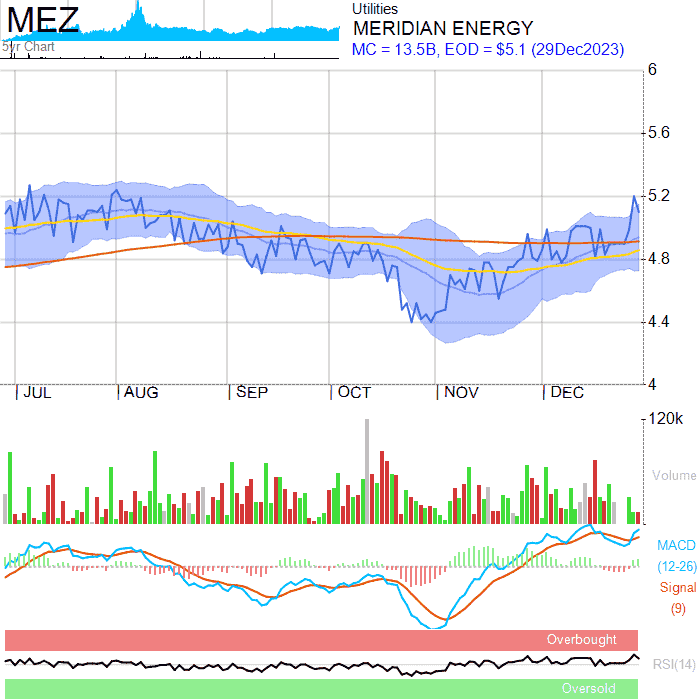 MEZ
5yr Chart
Utilities
MERIDIAN ENERGY
MC = 13.5B, EOD = $5.1 (29Dec2023)
6
5.6
5.2
4.8
4.4
4
JUL AUG SEP OCT NOV DEC
120k
Volume
MACD
(12-26)
Signal
(9)
Overbought
RSI(14)
Oversold